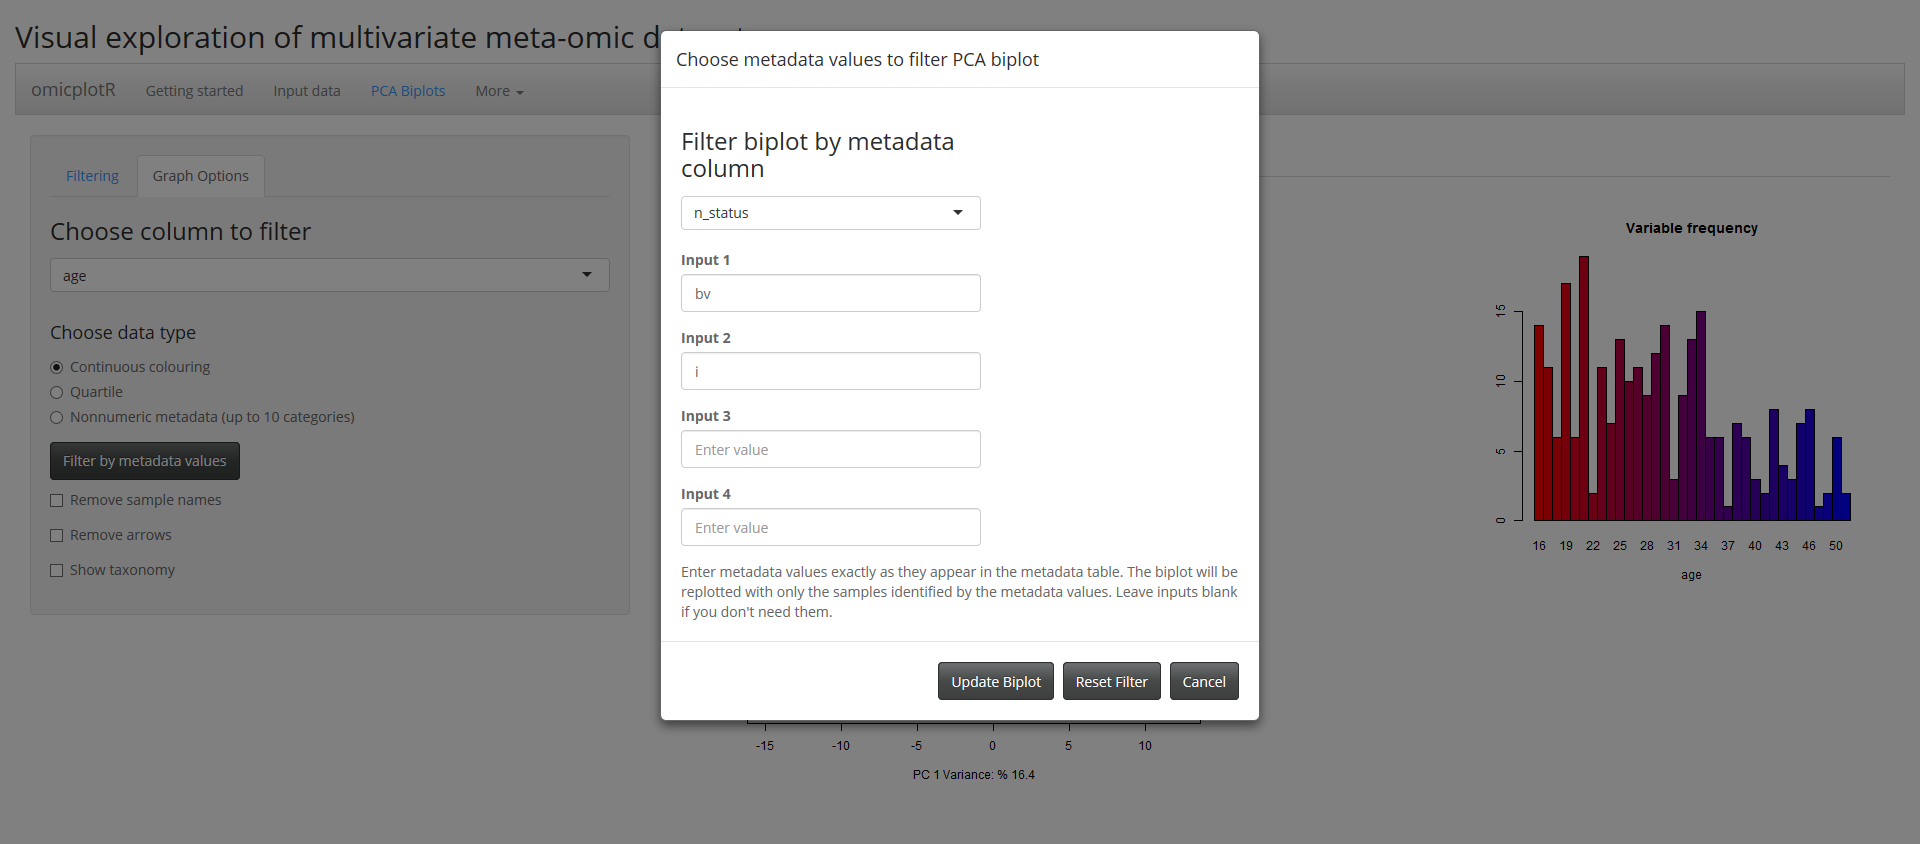 Visual exploration of multivariate meta-omic d
omicplotR
Getting started
Input data
PCA Biplots
More
Filtering
Graph Options
Choose column to filter
age
Choose data type
Continuous colouring
Quartile
Nonnumeric metadata (up to 10 categories)
Filter by metadata values
Remove sample names
Remove arrows
Show taxonomy
Choose metadata values to filter PCA biplot
Filter biplot by metadata
column
n_status
Input 1
bv
Input 2
i
Input 3
Enter value
Input 4
Enter value
Enter metadata values exactly as they appear in the metadata table. The biplot will be
replotted with only the samples identified by the metadata values. Leave inputs blank
if you don't need them.
Update Biplot
Reset Filter
Cancel
-15 -10 -5 0 5 10
PC 1 Variance: % 16.4
Variable frequency
15
10
5
0
16 19 22 25 28 31 34 37 40 43 46 50
age